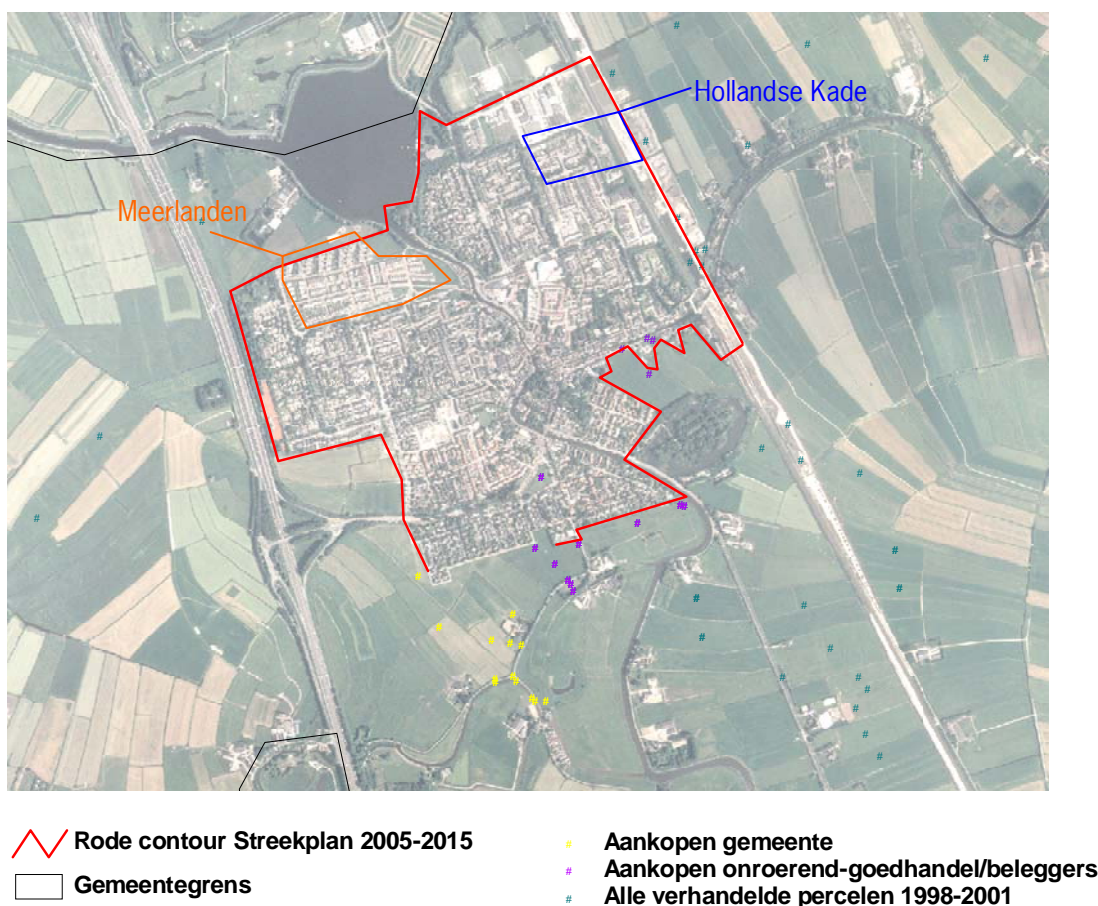 Hollandse Kade
Meerlanden
Rode contour Streekplan 2005-2015
Gemeentegrens
# Aankopen gemeente
# Aankopen onroerend-goedhandel/beleggers
# Alle verhandelde percelen 1998-2001